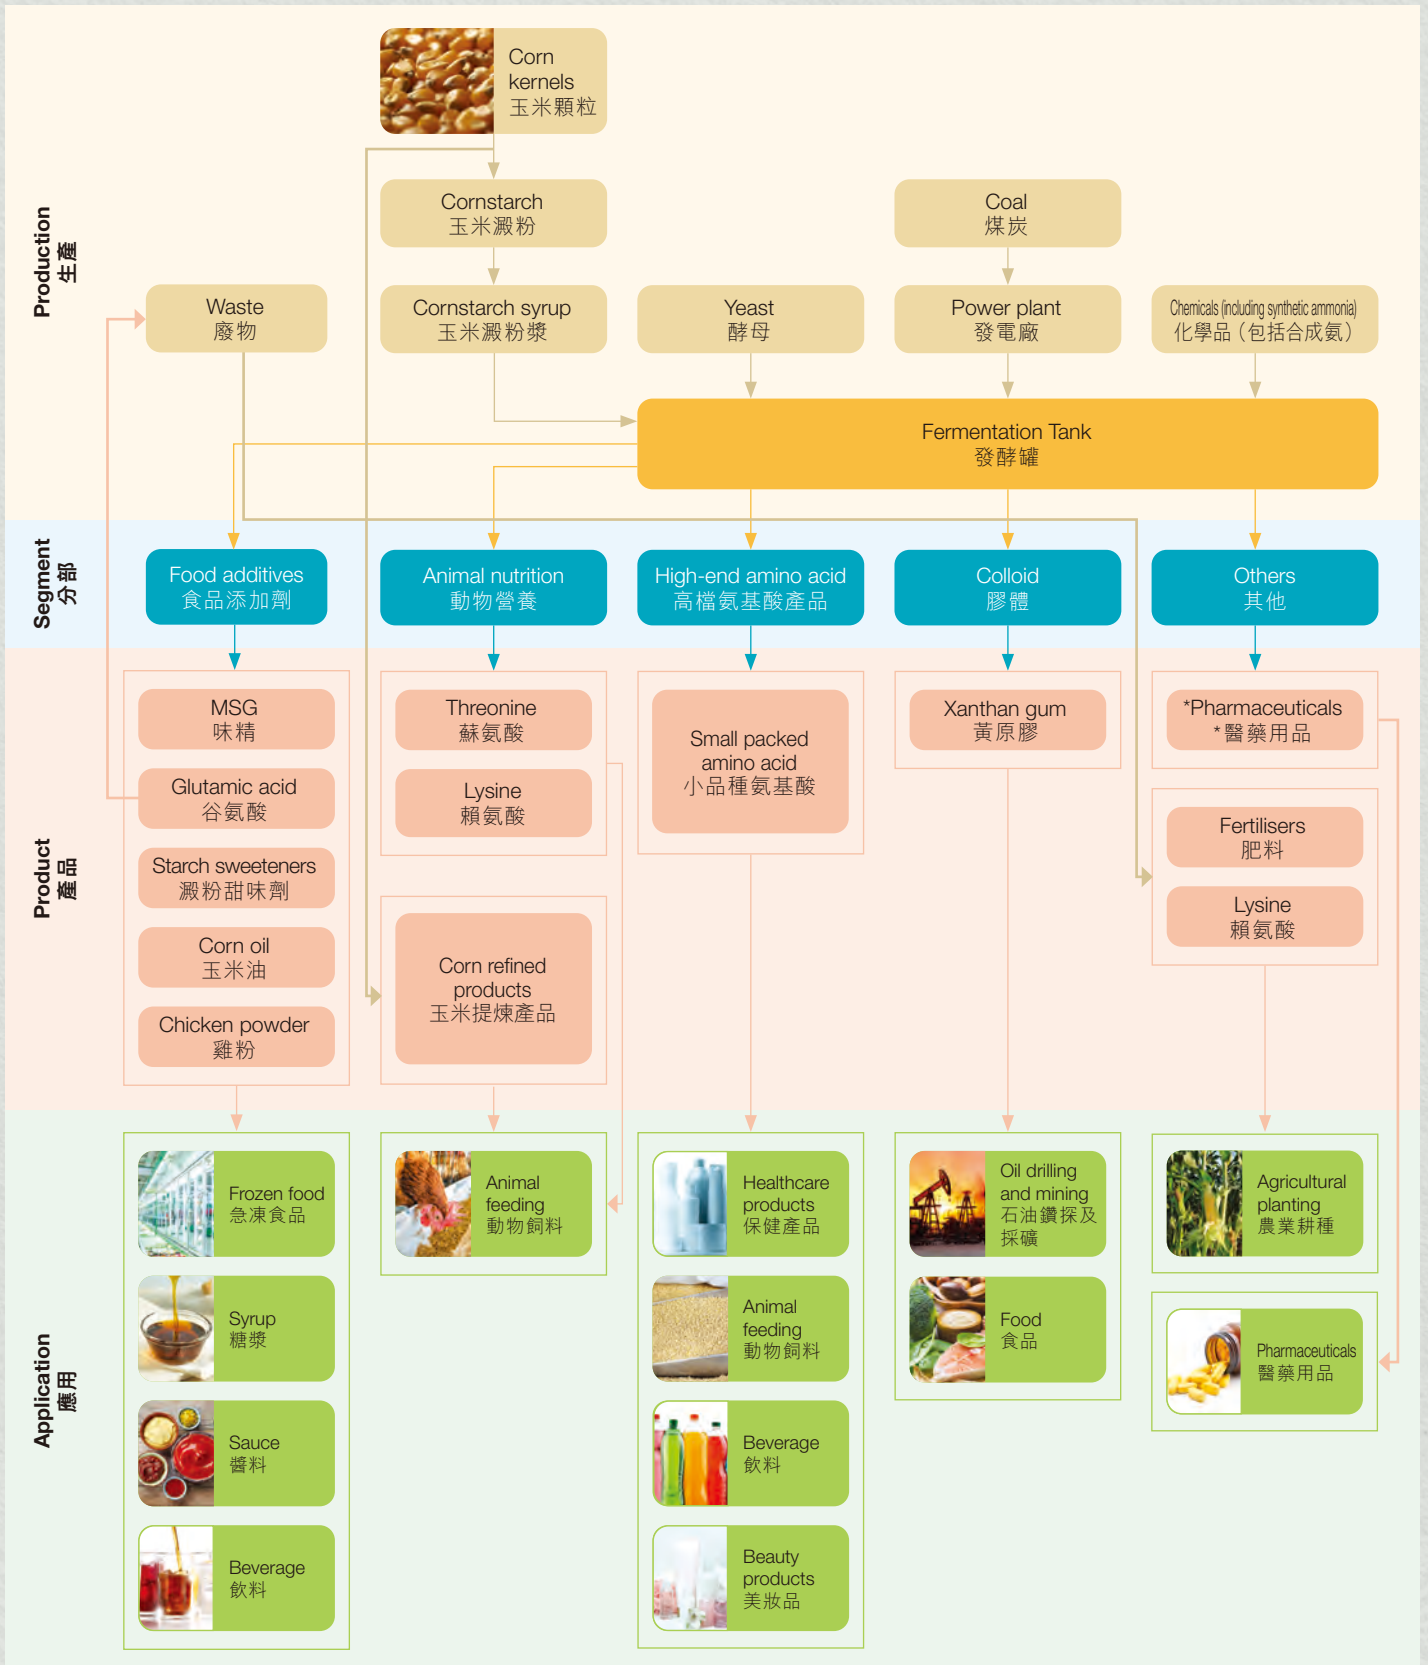 Corn
kernels
玉米顆粒
Production
生產
Cornstarch
玉米澱粉
Coal
煤炭
Waste
廢物
Cornstarch syrup
玉米澱粉漿
Yeast
酵母
Power plant
發電廠
Chemicals (including synthetic ammonia)
化學品（包括合成氨）
Fermentation Tank
發酵罐
Segment
分部
Food additives
食品添加劑
Animal nutrition
動物營養
High-end amino acid
高檔氨基酸產品
Colloid
膠體
Others
其他
Product
產品
MSG
味精
Glutamic acid
谷氨酸
Starch sweeteners
澱粉甜味劑
Corn oil
玉米油
Chicken powder
雞粉
Threonine
蘇氨酸
Lysine
賴氨酸
Corn refined
products
玉米提煉產品
Small packed
amino acid
小品種氨基酸
Xanthan gum
黃原膠
*Pharmaceuticals
*醫藥用品
Fertilisers
肥料
Lysine
賴氨酸
Application
應用
Frozen food
急凍食品
Syrup
糖漿
Sauce
醬料
Beverage
飲料
Animal
feeding
動物飼料
Healthcare
products
保健產品
Animal
feeding
動物飼料
Beverage
飲料
Beauty
products
美妝品
Oil drilling
and mining
石油鑽探及
採礦
Food
食品
Agricultural
planting
農業耕種
Pharmaceuticals
醫藥用品